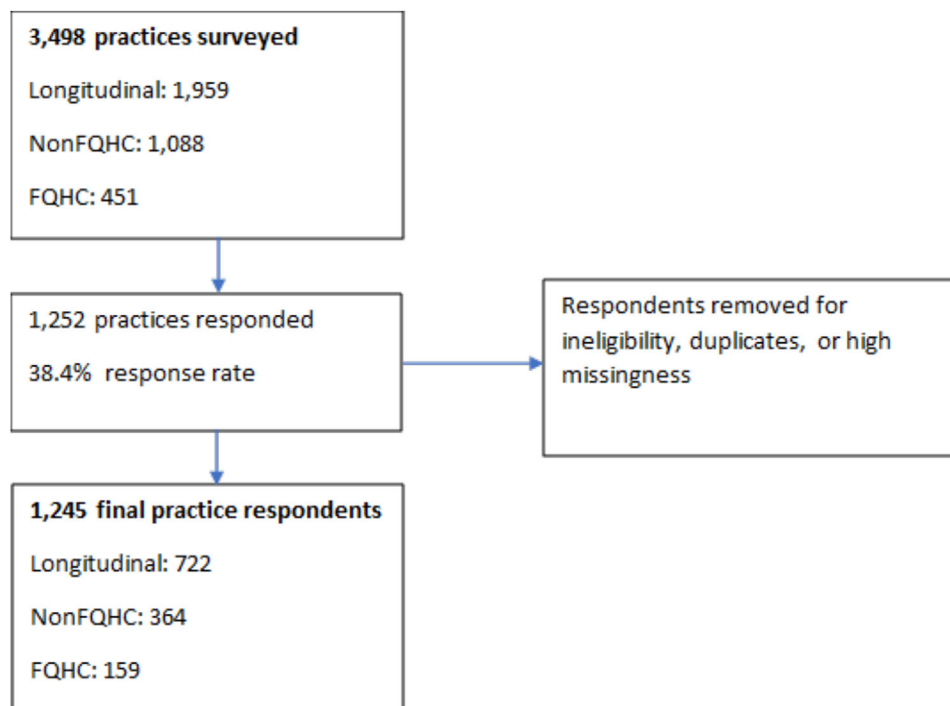 3,498 practices surveyed
Longitudinal: 1,959
NonFQHC: 1,088
FQHC: 451
1,252 practices responded
38.4% response rate
Respondents removed for
ineligibility, duplicates, or high
missingness
1,245 final practice respondents
Longitudinal: 722
NonFQHC: 364
FQHC: 159